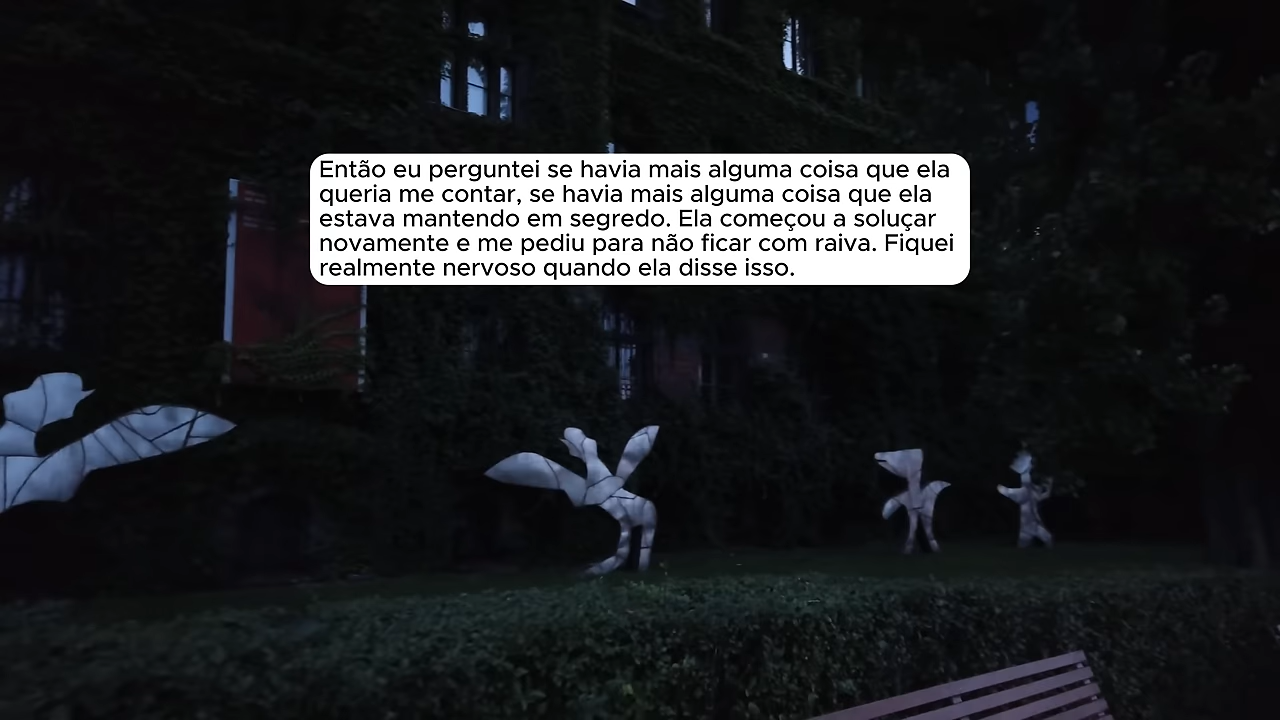 Então eu perguntei se havia mais alguma coisa que ela
queria me contar, se havia mais alguma coisa que ela
estava mantendo em segredo. Ela começou a soluçar
novamente e me pediu para não ficar com raiva. Fiquei
realmente nervoso quando ela disse isso.